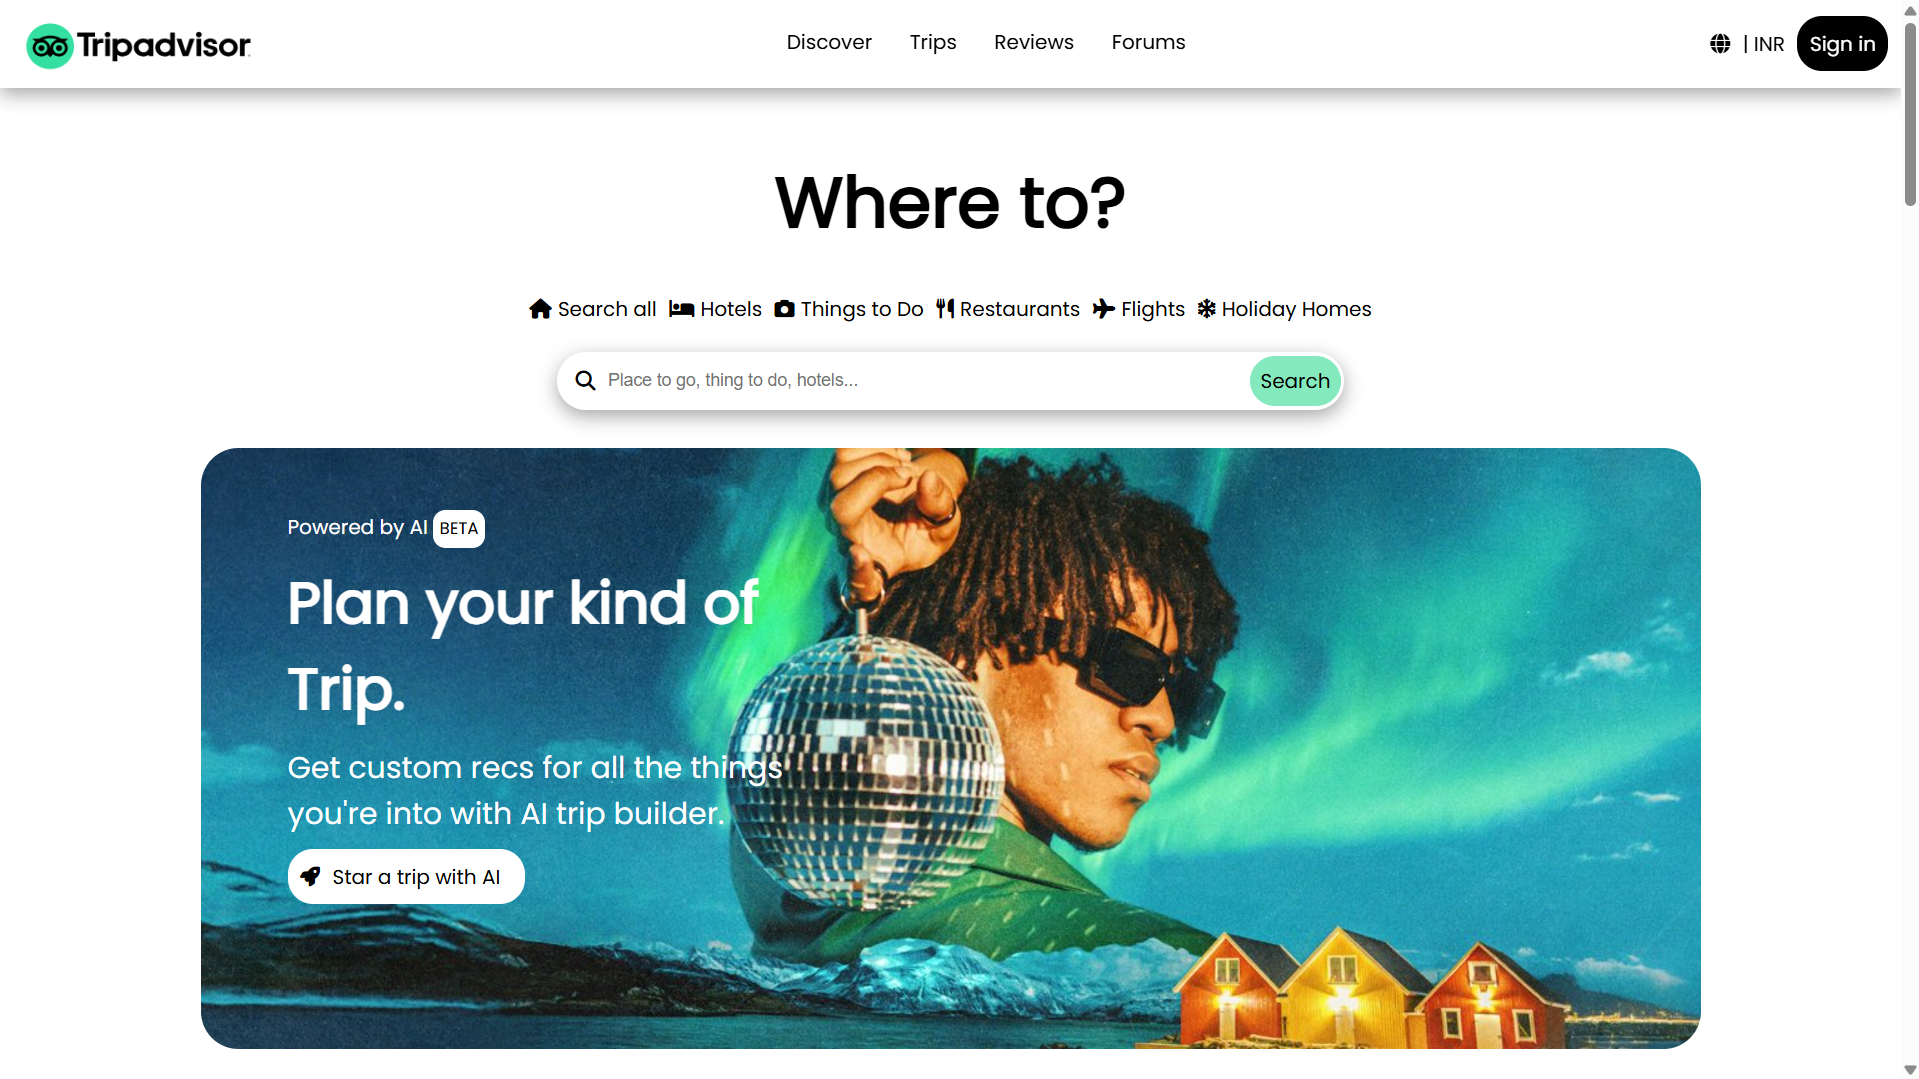 Tripadvisor
Discover Trips Reviews Forums
| INR Sign in
Where to?
Search all Hotels Things to Do Restaurants Flights Holiday Homes
Place to go, thing to do, hotels... Search
Powered by AI BETA
Plan your kind of
Trip.
Get custom recs for all the things
you're into with AI trip builder.
Star a trip with AI